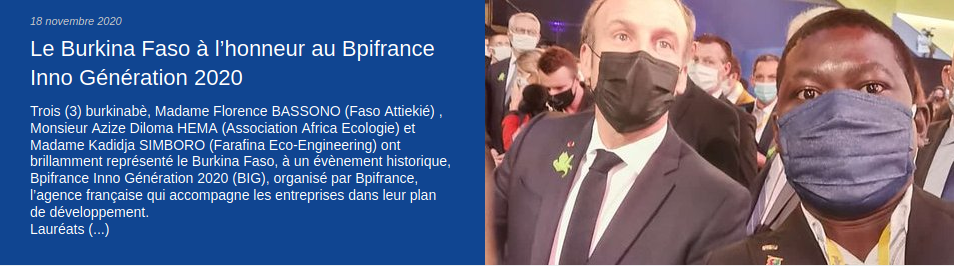 18 novembre 2020
Le Burkina Faso à l’honneur au Bpifrance
Inno Génération 2020
Trois (3) burkinabè, Madame Florence BASSONO (Faso Attiekié) ,
Monsieur Azize Diloma HEMA (Association Africa Ecologie) et
Madame Kadidja SIMBORO (Farafina Eco-Engineering) ont
brillamment représenté le Burkina Faso, à un évènement historique,
Bpifrance Inno Génération 2020 (BIG), organisé par Bpifrance,
l’agence française qui accompagne les entreprises dans leur plan
de développement.
Lauréats (...)